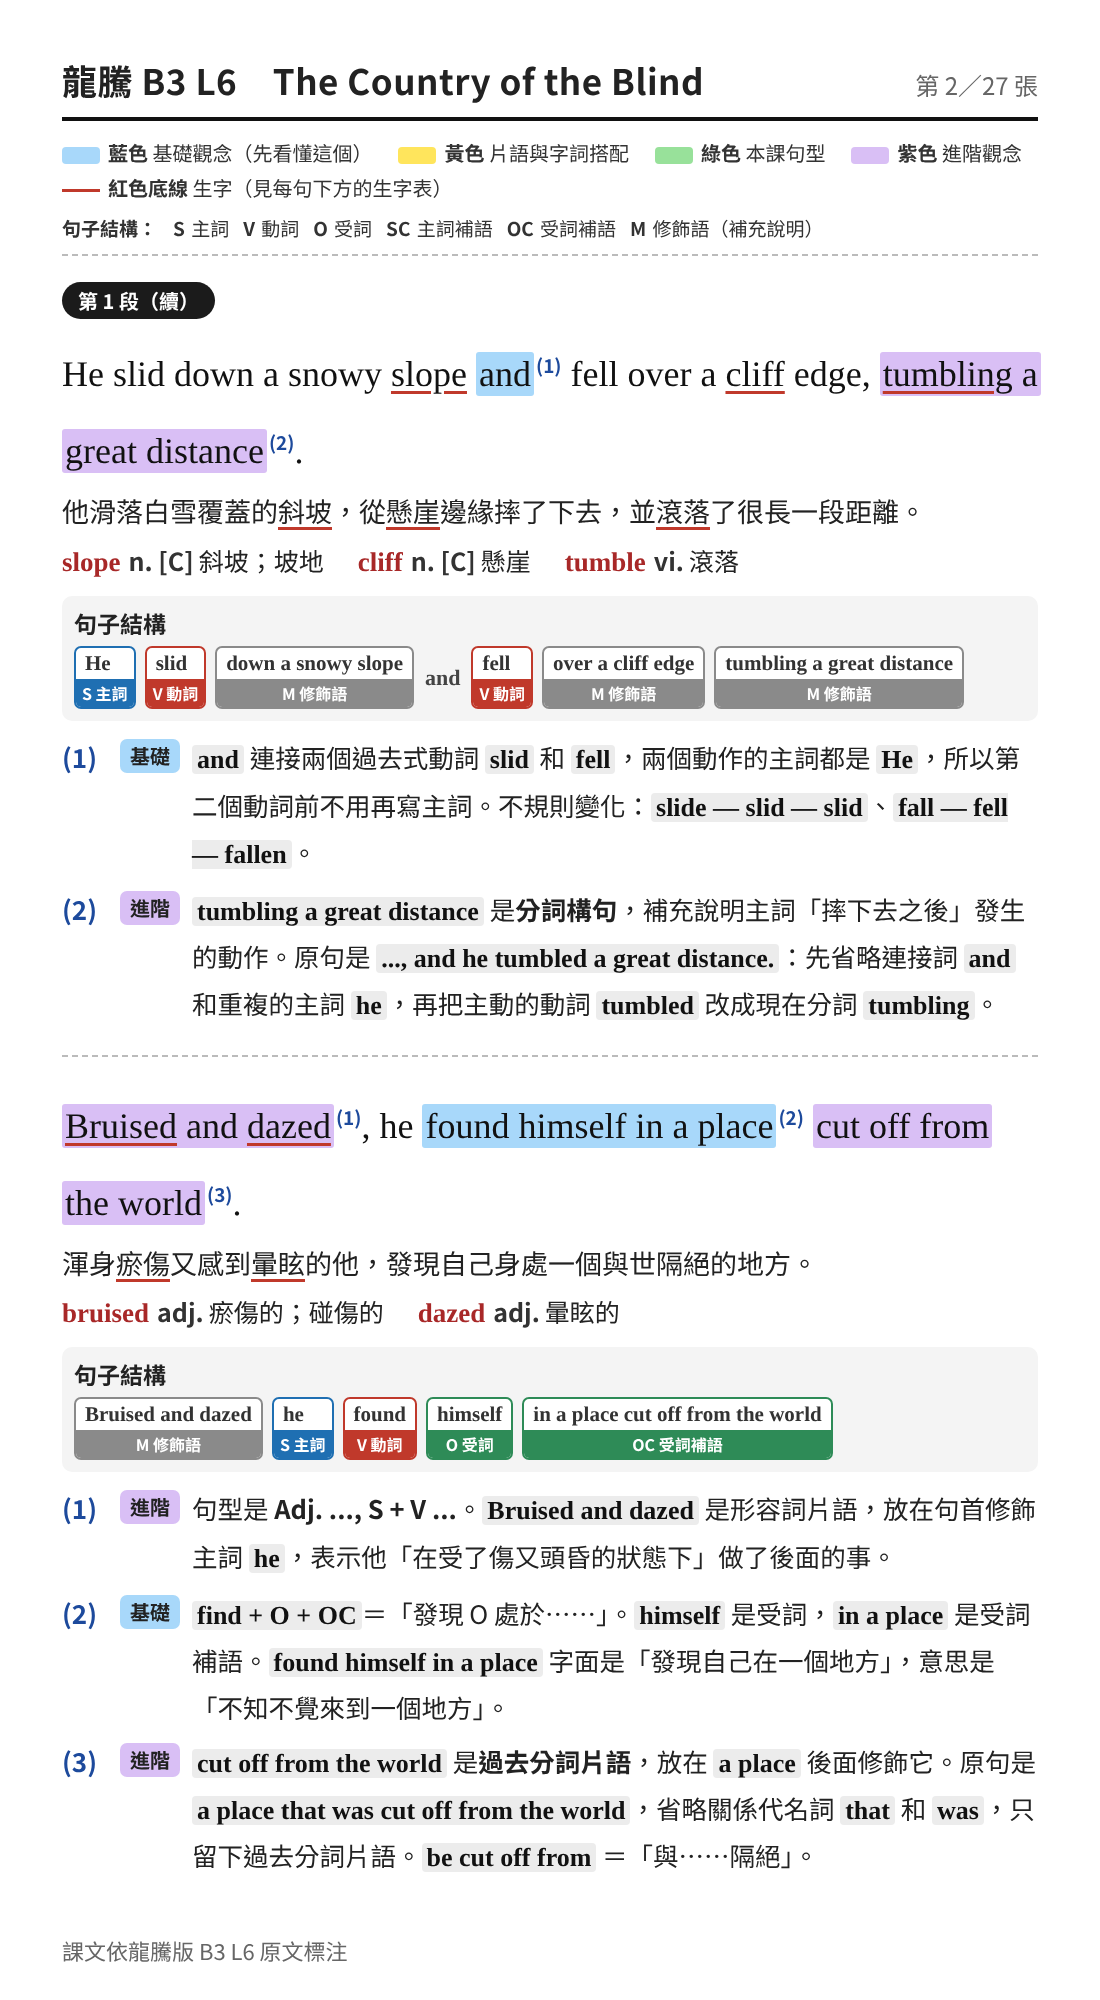 龍騰 B3 L6　The Country of the Blind　第 2／27 張
藍色 基礎觀念（先看懂這個）　黃色 片語與字詞搭配　綠色 本課句型　紫色 進階觀念
紅色底線 生字（見每句下方的生字表）
句子結構：　S 主詞　V 動詞　O 受詞　SC 主詞補語　OC 受詞補語　M 修飾語（補充說明）
第 1 段（續）
He slid down a snowy slope and(1) fell over a cliff edge, tumbling a
great distance(2).
他滑落白雪覆蓋的斜坡，從懸崖邊緣摔了下去，並滾落了很長一段距離。
slope n. [C] 斜坡；坡地　cliff n. [C] 懸崖　tumble vi. 滾落
句子結構
He　slid　down a snowy slope　and　fell　over a cliff edge　tumbling a great distance
S 主詞　V 動詞　M 修飾語　V 動詞　M 修飾語　M 修飾語
(1) 基礎 and 連接兩個過去式動詞 slid 和 fell，兩個動作的主詞都是 He，所以第
二個動詞前不用再寫主詞。不規則變化：slide — slid — slid、fall — fell
— fallen。
(2) 進階 tumbling a great distance 是分詞構句，補充說明主詞「摔下去之後」發生
的動作。原句是 ..., and he tumbled a great distance.：先省略連接詞 and
和重複的主詞 he，再把主動的動詞 tumbled 改成現在分詞 tumbling。
Bruised and dazed(1), he found himself in a place(2) cut off from
the world(3).
渾身瘀傷又感到暈眩的他，發現自己身處一個與世隔絕的地方。
bruised adj. 瘀傷的；碰傷的　dazed adj. 暈眩的
句子結構
Bruised and dazed　he　found　himself　in a place cut off from the world
M 修飾語　S 主詞　V 動詞　O 受詞　OC 受詞補語
(1) 進階 句型是 Adj. ..., S + V ...。Bruised and dazed 是形容詞片語，放在句首修飾
主詞 he，表示他「在受了傷又頭昏的狀態下」做了後面的事。
(2) 基礎 find + O + OC＝「發現 O 處於⋯⋯」。himself 是受詞，in a place 是受詞
補語。found himself in a place 字面是「發現自己在一個地方」，意思是
「不知不覺來到一個地方」。
(3) 進階 cut off from the world 是過去分詞片語，放在 a place 後面修飾它。原句是
a place that was cut off from the world，省略關係代名詞 that 和 was，只
留下過去分詞片語。be cut off from ＝「與⋯⋯隔絕」。
課文依龍騰版 B3 L6 原文標注